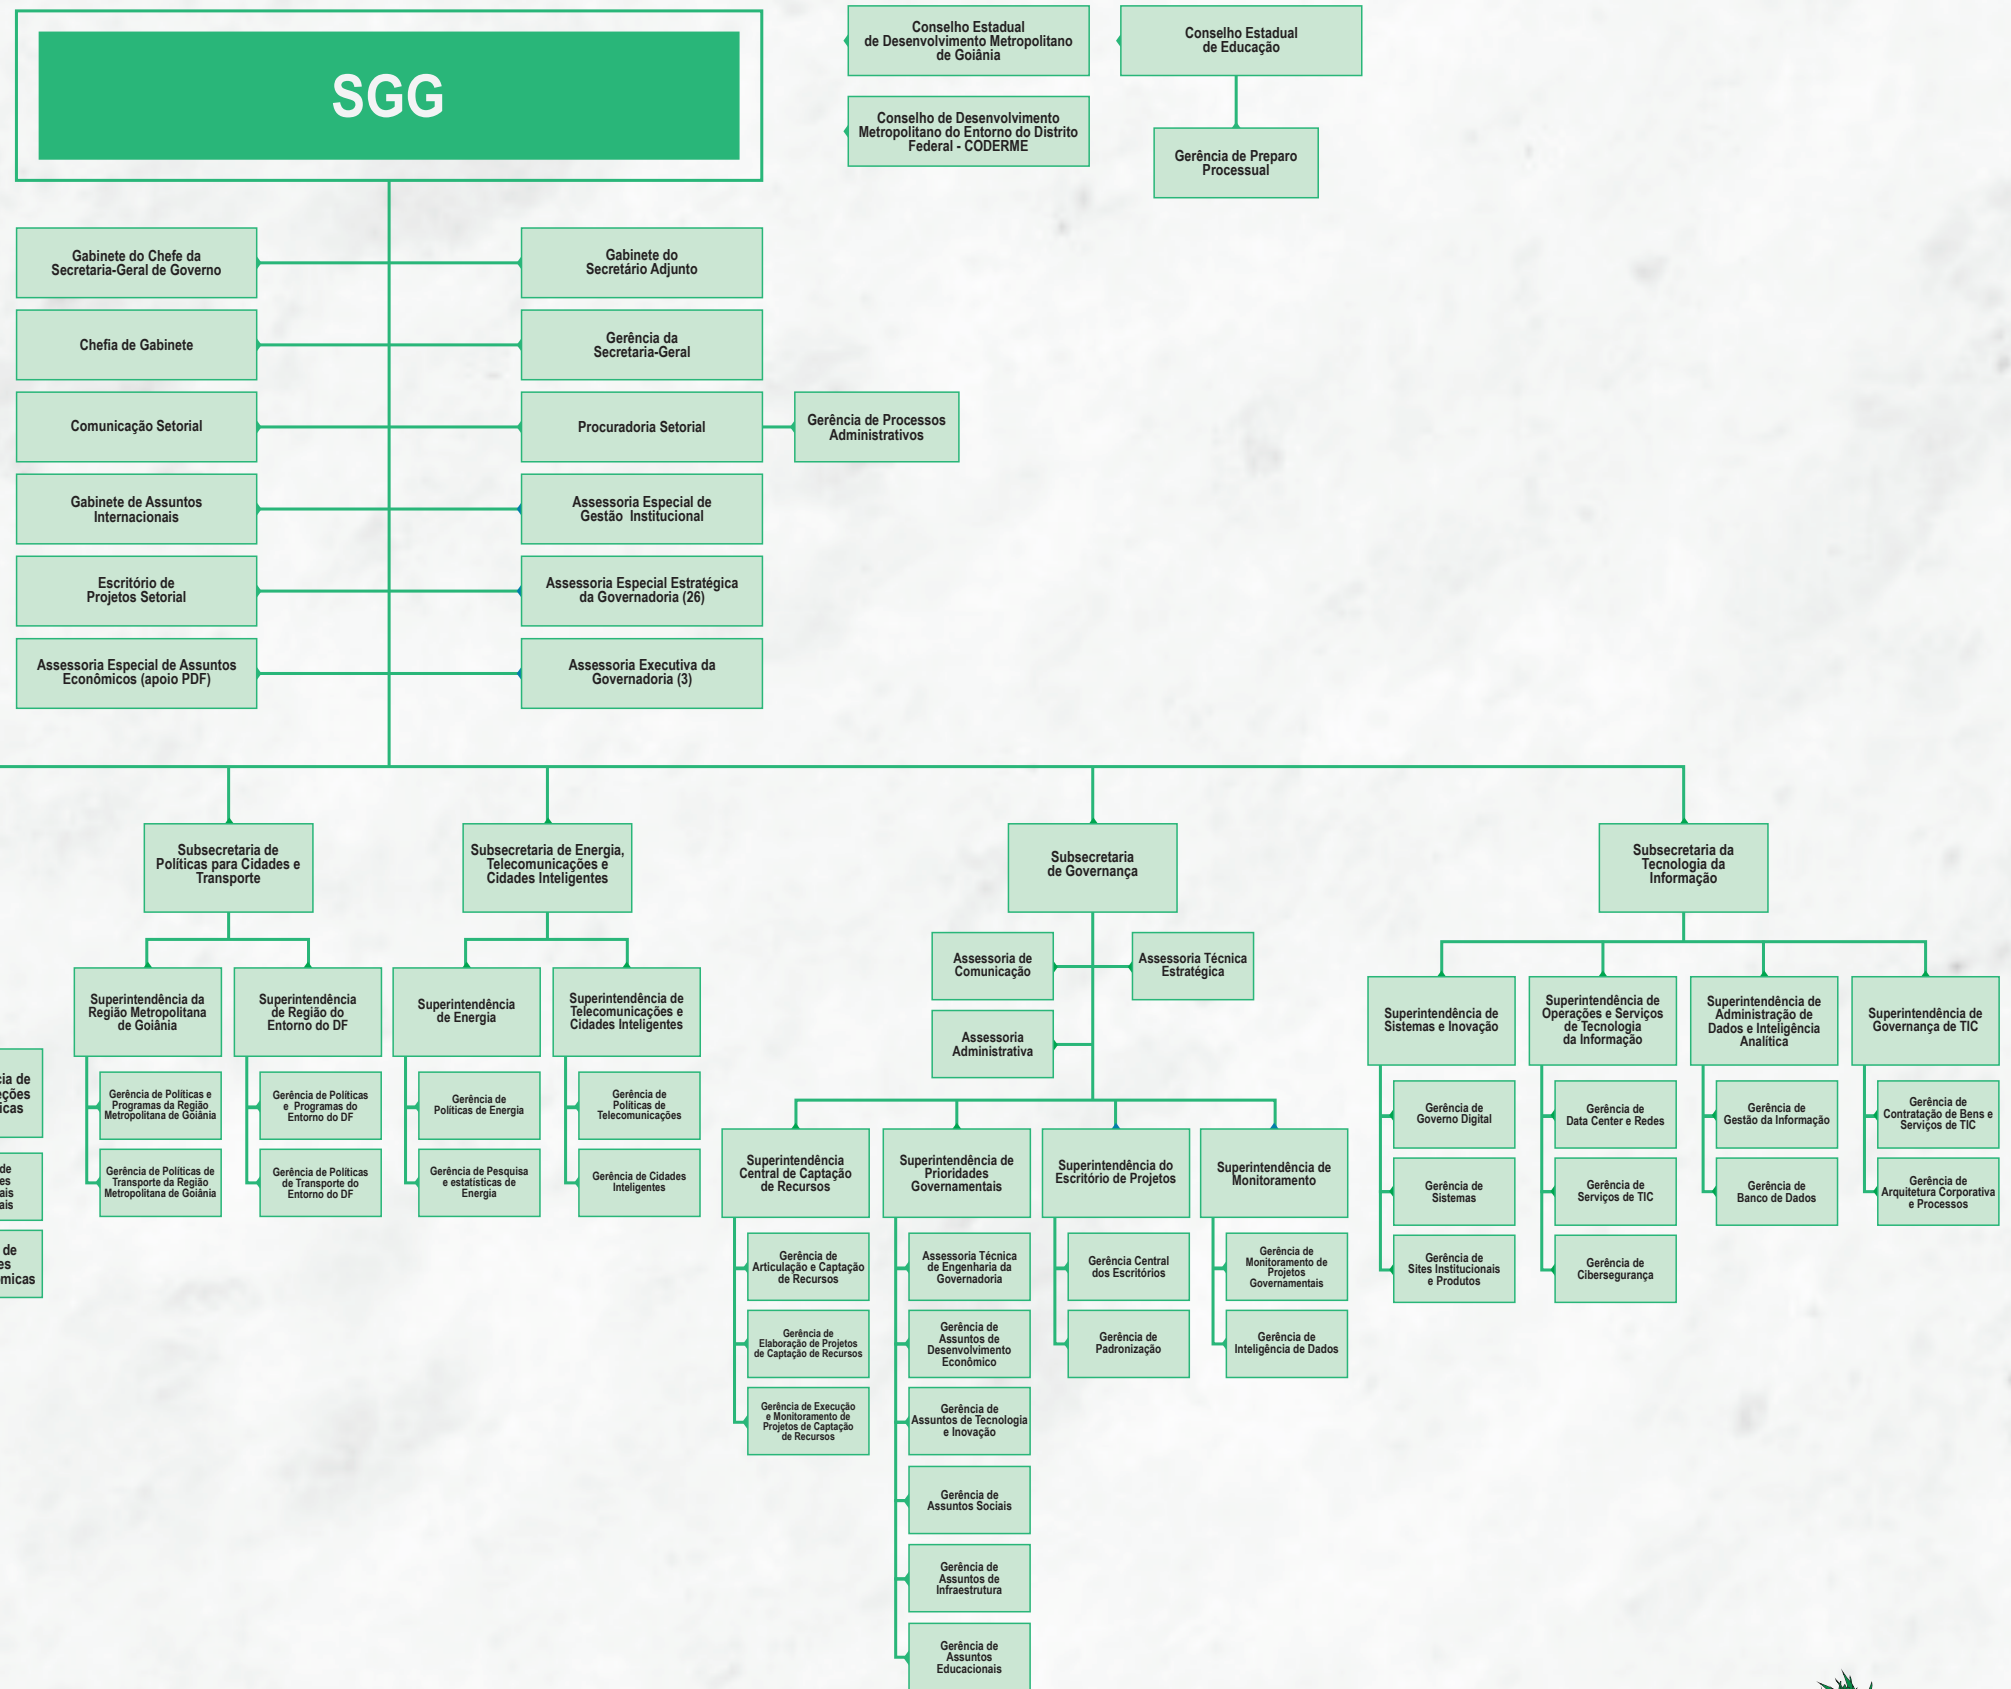 SGG
Conselho Estadual
de Desenvolvimento Metropolitano
de Goiânia
Conselho Estadual
de Educação
Conselho de Desenvolvimento
Metropolitano do Entorno do Distrito
Federal - CODERME
Gerência de Preparo
Processual
Gabinete do Chefe da
Secretaria-Geral de Governo
Gabinete do
Secretário Adjunto
Chefia de Gabinete
Gerência da
Secretaria-Geral
Comunicação Setorial
Procuradoria Setorial
Gerência de Processos
Administrativos
Gabinete de Assuntos
Internacionais
Assessoria Especial de
Gestão Institucional
Escritório de
Projetos Setorial
Assessoria Especial Estratégica
da Governadoria (26)
Assessoria Especial de Assuntos
Econômicos (apoio PDF)
Assessoria Executiva da
Governadoria (3)
Subsecretaria de
Políticas para Cidades e
Transporte
Subsecretaria de Energia,
Telecomunicações e
Cidades Inteligentes
Subsecretaria
de Governança
Subsecretaria da
Tecnologia da
Informação
Superintendência da
Região Metropolitana
de Goiânia
Superintendência
de Região do
Entorno do DF
Superintendência
de Energia
Superintendência de
Telecomunicações e
Cidades Inteligentes
Assessoria de
Comunicação
Assessoria Técnica
Estratégica
Assessoria
Administrativa
Superintendência de
Sistemas e Inovação
Superintendência de
Operações e Serviços
de Tecnologia
da Informação
Superintendência de
Administração de
Dados e Inteligência
Analítica
Superintendência de
Governança de TIC
Gerência de Políticas e
Programas da Região
Metropolitana de Goiânia
Gerência de Políticas
e Programas do
Entorno do DF
Gerência de
Políticas de Energia
Gerência de
Políticas de
Telecomunicações
Gerência de Políticas de
Transporte da Região
Metropolitana de Goiânia
Gerência de Políticas
de Transporte do
Entorno do DF
Gerência de Pesquisa
e estatísticas de
Energia
Gerência de Cidades
Inteligentes
Superintendência
Central de Captação
de Recursos
Superintendência de
Prioridades
Governamentais
Superintendência do
Escritório de Projetos
Superintendência de
Monitoramento
Gerência de
Governo Digital
Gerência de
Data Center e Redes
Gerência de
Gestão da Informação
Gerência de
Contratação de Bens e
Serviços de TIC
Gerência de
Sistemas
Gerência de
Serviços de TIC
Gerência de
Banco de Dados
Gerência de
Arquitetura Corporativa
e Processos
Gerência de
Sites Institucionais
e Produtos
Gerência de
Cibersegurança
Gerência de
Articulação e Captação
de Recursos
Assessoria Técnica
de Engenharia da
Governadoria
Gerência Central
dos Escritórios
Gerência de
Monitoramento de
Projetos
Governamentais
Gerência de
Elaboração de Projetos
de Captação de Recursos
Gerência de
Assuntos de
Desenvolvimento
Econômico
Gerência de
Padronização
Gerência de
Inteligência de Dados
Gerência de Execução
e Monitoramento de
Projetos de Captação
de Recursos
Gerência de
Assuntos de Tecnologia
e Inovação
Gerência de
Assuntos Sociais
Gerência de
Assuntos de
Infraestrutura
Gerência de
Assuntos
Educacionais
de
de